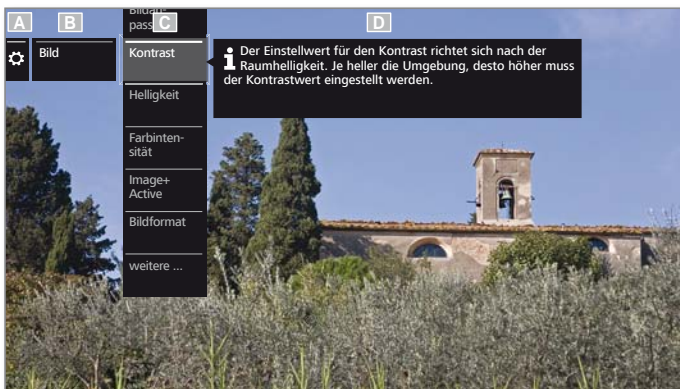 A B C D
Bildan-
pass
Bild
Kontrast
Der Einstellwert für den Kontrast richtet sich nach der
Raumhelligkeit. Je heller die Umgebung, desto höher muss
der Kontrastwert eingestellt werden.
Helligkeit
Farbinten-
sität
Image+
Active
Bildformat
weitere ...